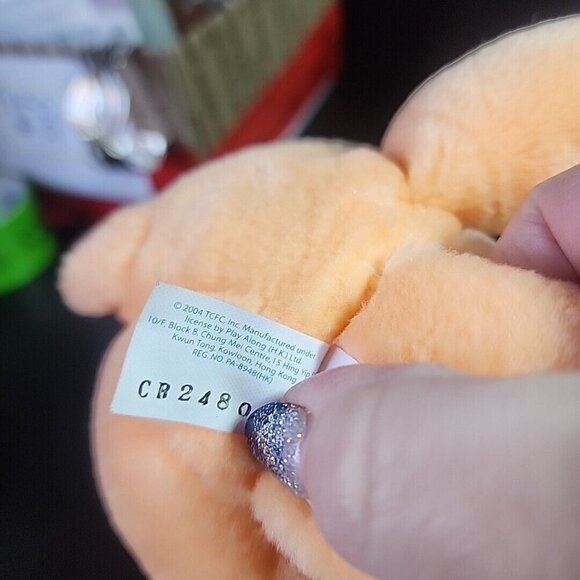 © 2004 TCFC Inc. Manufactured under
license by Play Along (H.K.) Ltd.
10/F, Block B, Chung Mei Centre, 15 Hing Yip
Kwun Tong, Kowloon, Hong Kong
REG. NO. PA-8948(HK)
CR2480